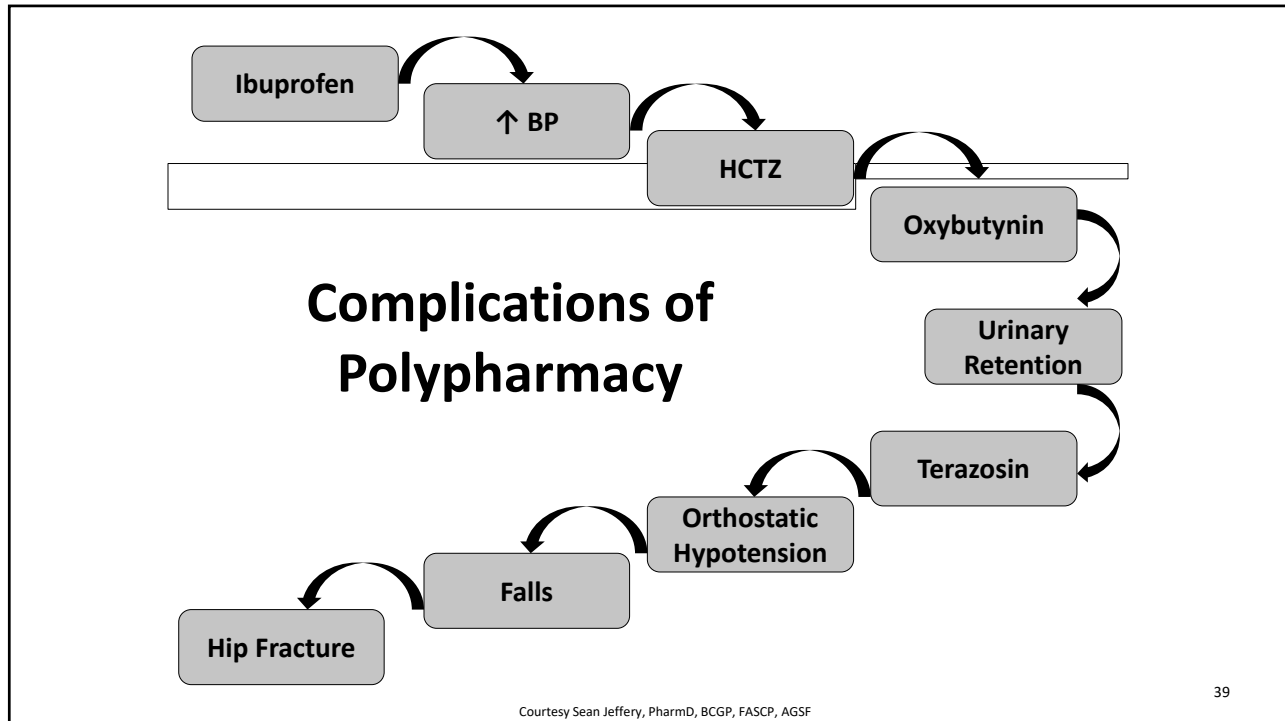 Ibuprofen
↑ BP
HCTZ
Oxybutynin
Complications of
Polypharmacy
Urinary
Retention
Terazosin
Orthostatic
Hypotension
Falls
Hip Fracture
39
Courtesy Sean Jeffery, PharmD, BCGP, FASCP, AGSF